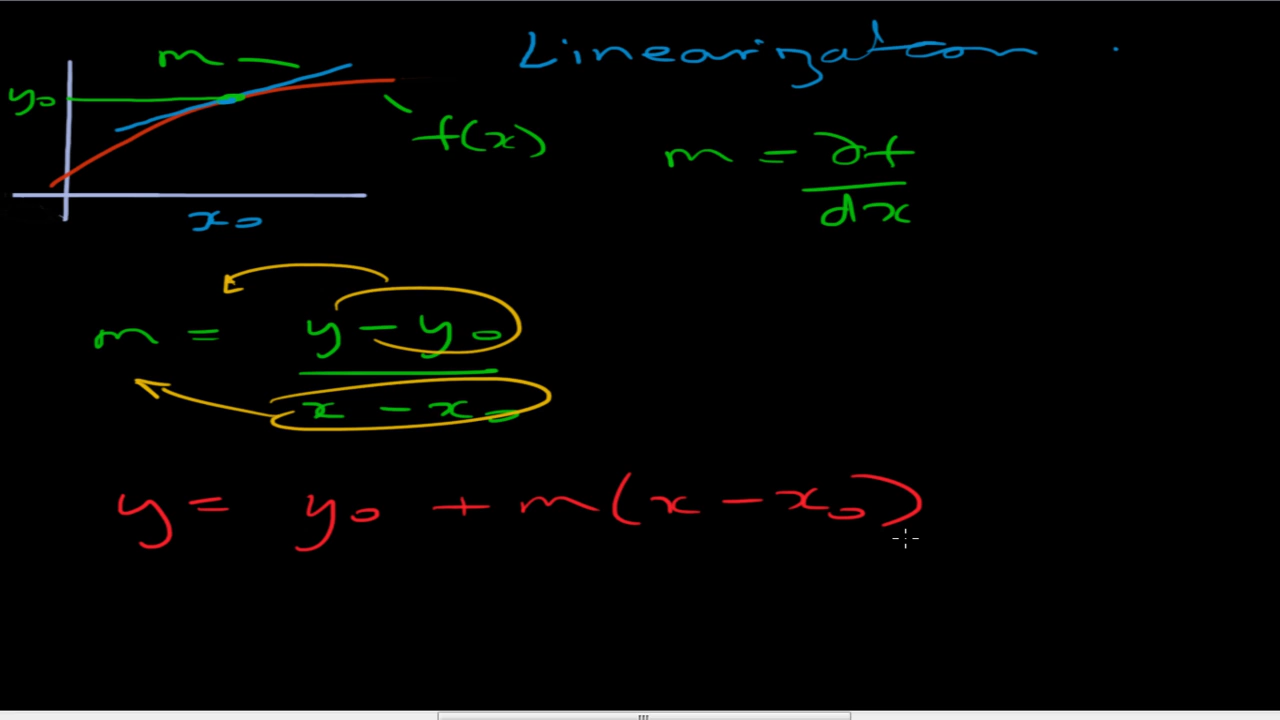 Linearization.
m
y₀
f(x)
x₀
m = ∂f/dx
m = y - y₀
x - x₀
y = y₀ + m(x - x₀)